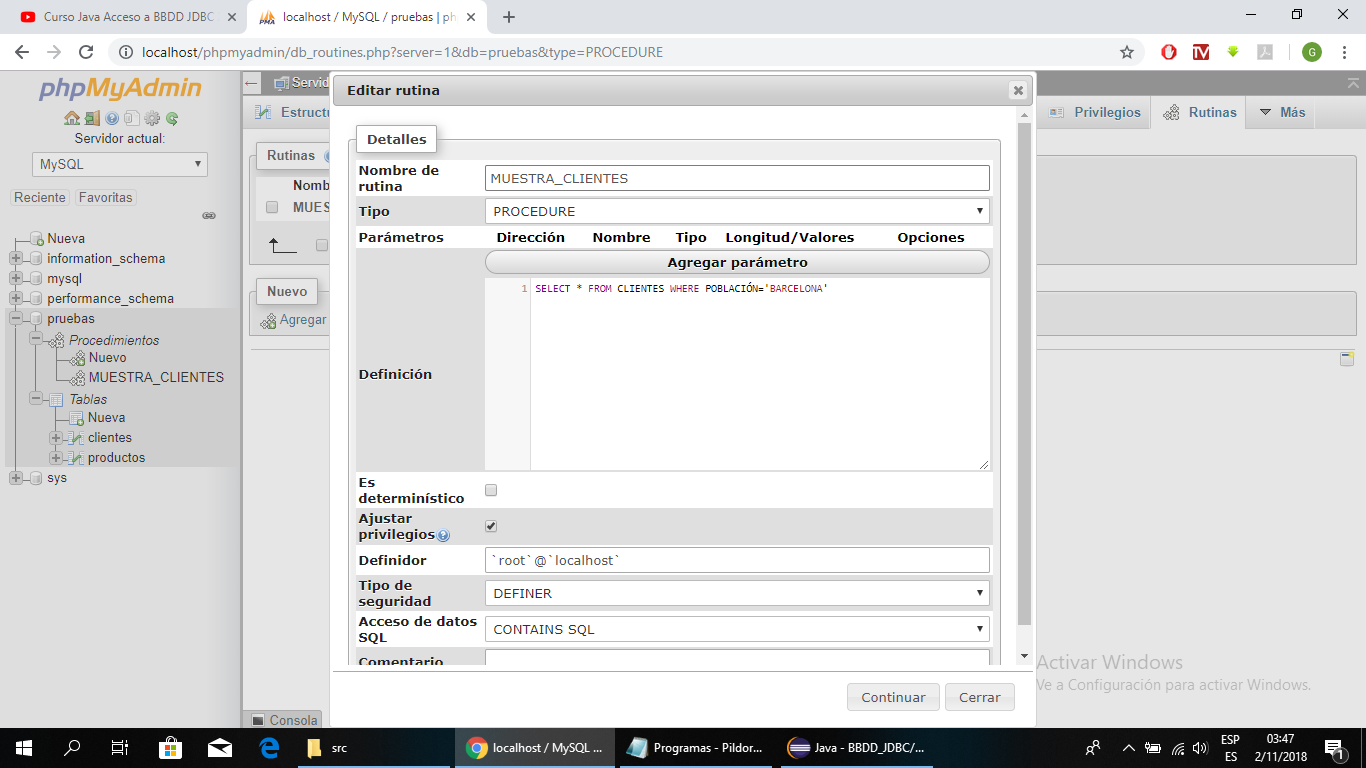 Curso Java Acceso a BBDD JDBC
localhost / MySQL / pruebas | ph
localhost/phpmyadmin/db_routines.php?server=1&db=pruebas&type=PROCEDURE
TV
G
phpMyAdmin
Servidor actual:
MySQL
Reciente
Favoritas
Nueva
information_schema
mysql
performance_schema
pruebas
Procedimientos
Nuevo
MUESTRA_CLIENTES
Tablas
Nueva
clientes
productos
sys
Servid
Estructu
Privilegios
Rutinas
Más
Rutinas
Nomb
MUES
Nuevo
Agregar
Editar rutina
Detalles
Nombre de rutina
MUESTRA_CLIENTES
Tipo
PROCEDURE
Parámetros
Dirección Nombre Tipo Longitud/Valores Opciones
Agregar parámetro
Definición
1 SELECT * FROM CLIENTES WHERE POBLACIÓN='BARCELONA'
Es determinístico
Ajustar privilegios
Definidor
`root`@`localhost`
Tipo de seguridad
DEFINER
Acceso de datos SQL
CONTAINS SQL
Comentario
Continuar
Cerrar
Activar Windows
Ve a Configuración para activar Windows.
Consola
src
localhost / MySQL ...
Programas - Pildor...
Java - BBDD_JDBC/...
ESP
ES
03:47
2/11/2018
1